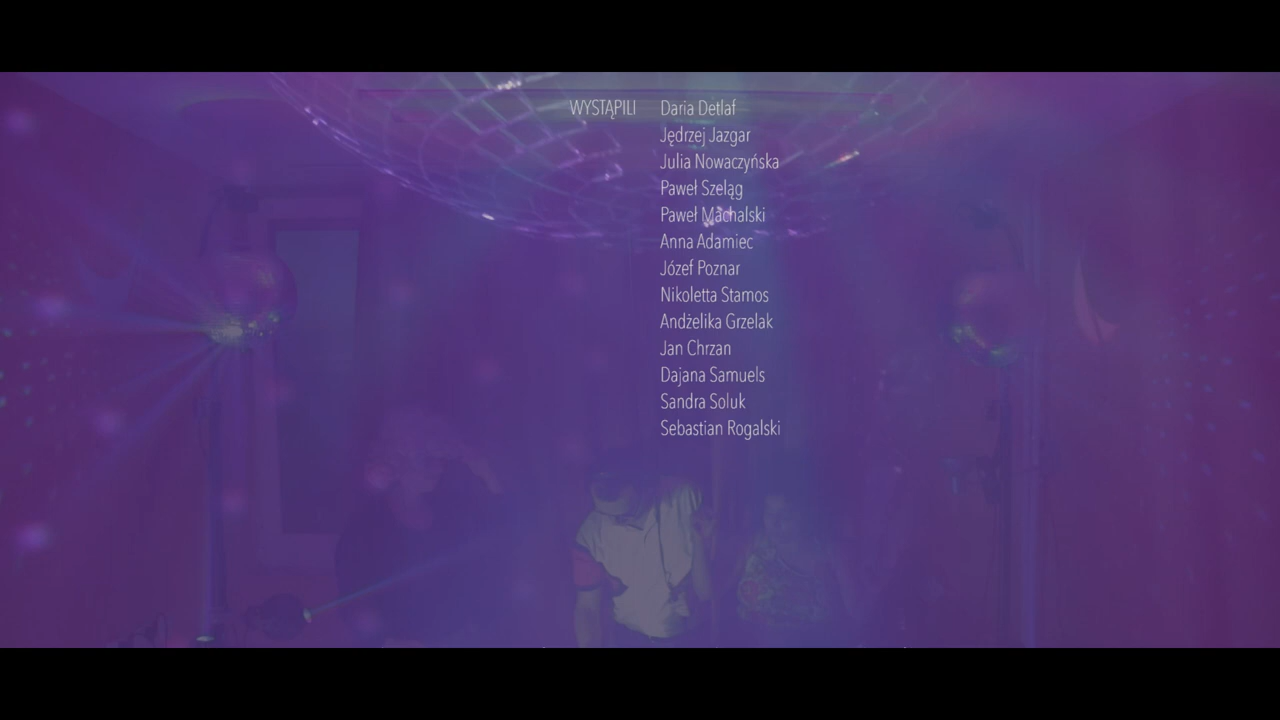 WYSTĄPILI Daria Detlaf
Jędrzej Jazgar
Julia Nowaczyńska
Paweł Szeląg
Paweł Machalski
Anna Adamiec
Józef Poznar
Nikoletta Stamos
Andżelika Grzelak
Jan Chrzan
Dajana Samuels
Sandra Soluk
Sebastian Rogalski